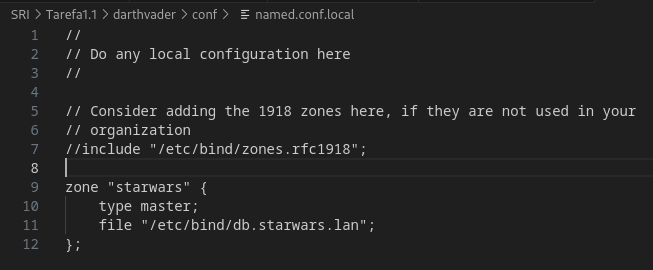 SRI > Tarefa1.1 > darthvader > conf > named.conf.local
1 //
2 // Do any local configuration here
3 //
4
5 // Consider adding the 1918 zones here, if they are not used in your
6 // organization
7 //include "/etc/bind/zones.rfc1918";
8
9 zone "starwars" {
10     type master;
11     file "/etc/bind/db.starwars.lan";
12 };